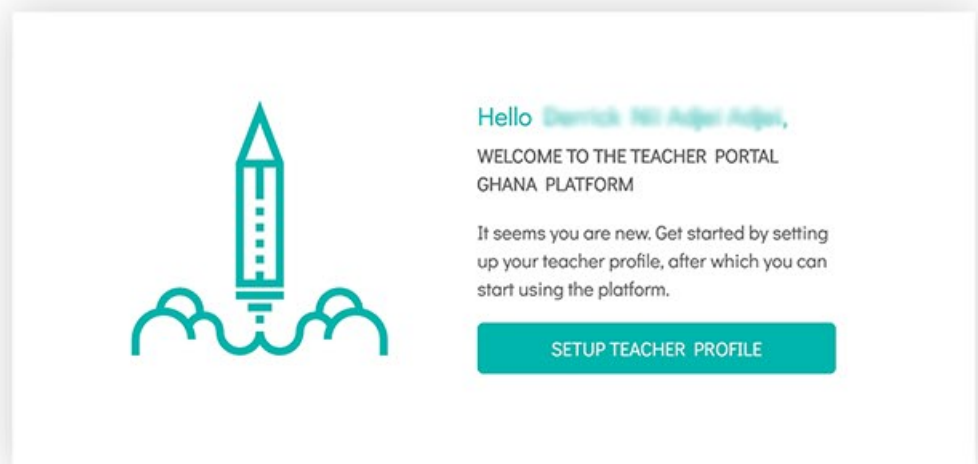 Hello
WELCOME TO THE TEACHER PORTAL
GHANA PLATFORM
It seems you are new. Get started by setting
up your teacher profile, after which you can
start using the platform.
SETUP TEACHER PROFILE